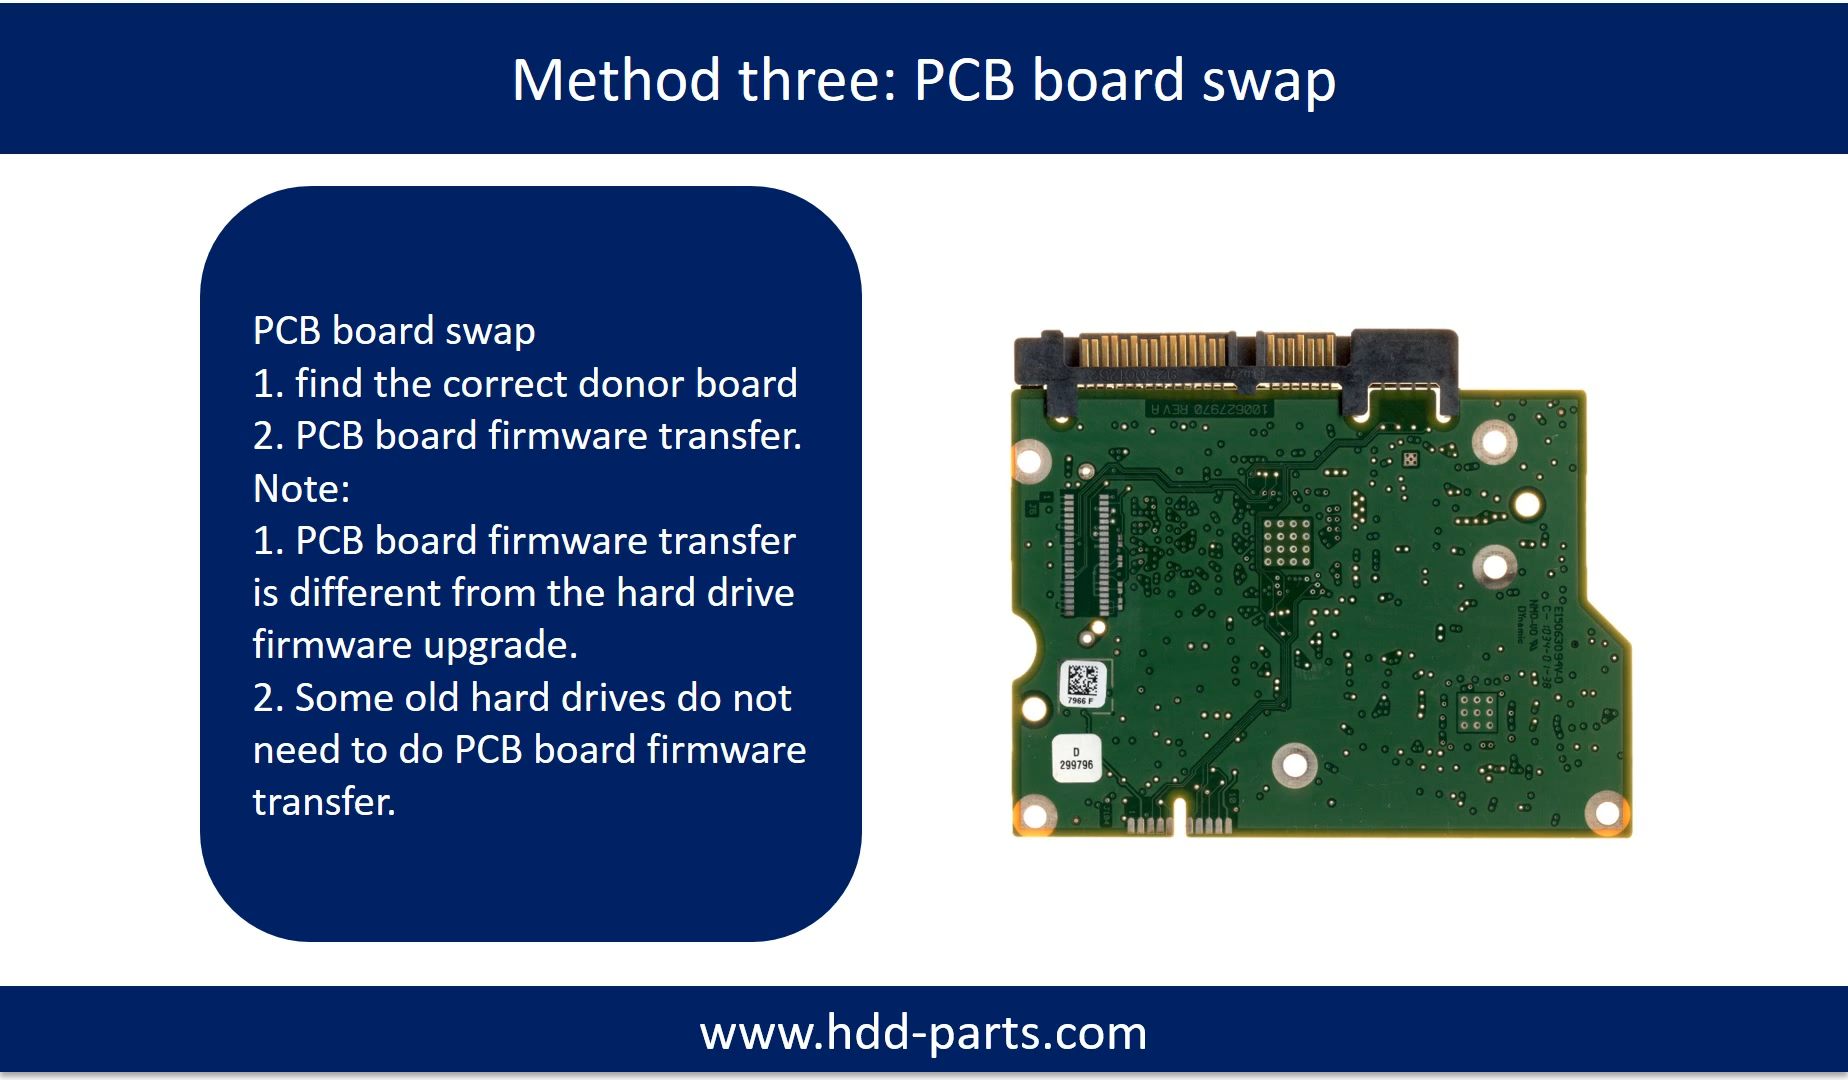 Method three: PCB board swap
PCB board swap
1. find the correct donor board
2. PCB board firmware transfer.
Note:
1. PCB board firmware transfer
is different from the hard drive
firmware upgrade.
2. Some old hard drives do not
need to do PCB board firmware
transfer.
100627970 REV A
7966 F
D
299796
www.hdd-parts.com